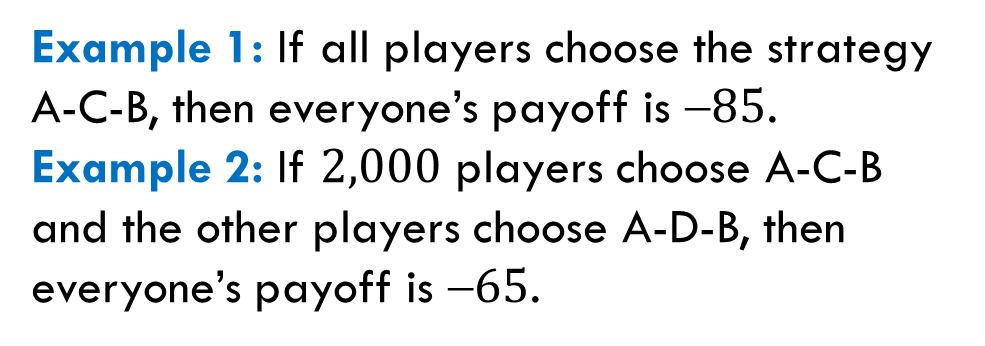 Example 1: If all players choose the strategy
A-C-B, then everyone’s payoff is −85.
Example 2: If 2,000 players choose A-C-B
and the other players choose A-D-B, then
everyone’s payoff is −65.